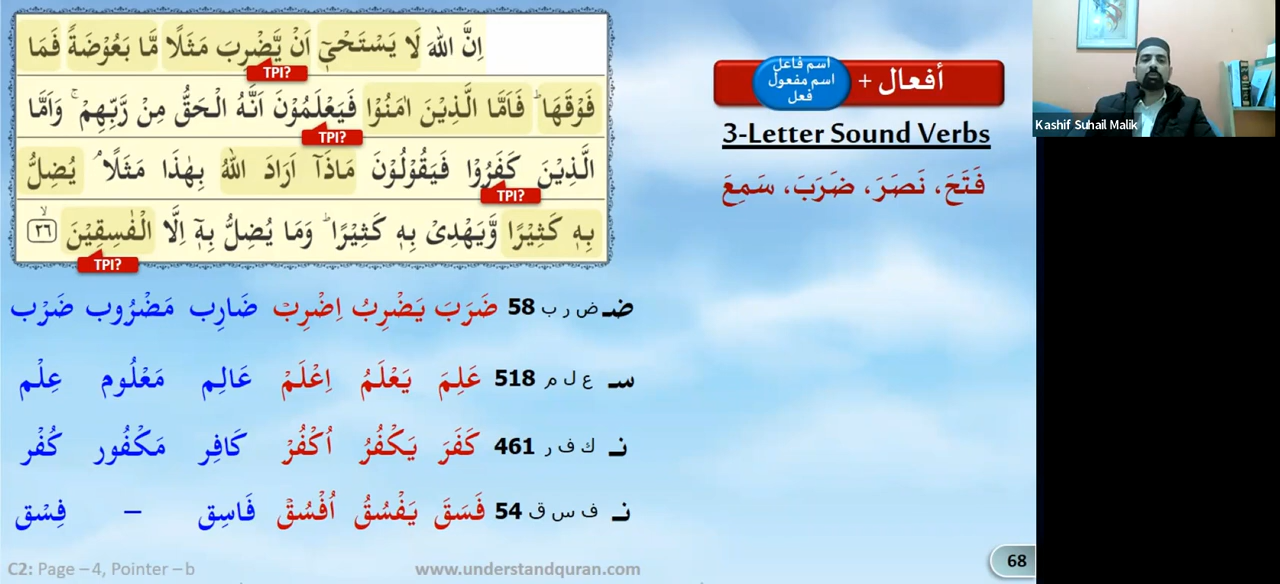 اِنَّ اللهَ لَا يَسْتَحْيٖٓ اَنْ يَّضْرِبَ مَثَلًا مَّا بَعُوْضَةً فَمَا
TPI?
فَوْقَهَا ؕ فَاَمَّا الَّذِيْنَ اٰمَنُوْا فَيَعْلَمُوْنَ اَنَّهُ الْحَقُّ مِنْ رَّبِّهِمْ ۚ وَاَمَّا
TPI?
الَّذِيْنَ كَفَرُوْا فَيَقُوْلُوْنَ مَاذَاۤ اَرَادَ اللّٰهُ بِهٰذَا مَثَلًا ۘ يُضِلُّ
TPI?
بِهٖ كَثِيْرًا وَّيَهْدِىْ بِهٖ كَثِيْرًا ؕ وَمَا يُضِلُّ بِهٖۤ اِلَّا الْفٰسِقِيْنَ ۙ ٢٦
TPI?
أفعال + اسم فاعل
اسم مفعول
فعل
3-Letter Sound Verbs
فَتَحَ، نَصَرَ، ضَرَبَ، سَمِعَ
Kashif Suhail Malik
ضـ ض ر ب 58 ضَرَبَ يَضْرِبُ اِضْرِبْ ضَارِب مَضْرُوب ضَرْب
سـ ع ل م 518 عَلِمَ يَعْلَمُ اِعْلَمْ عَالِم مَعْلُوم عِلْم
نـ ك ف ر 461 كَفَرَ يَكْفُرُ اُكْفُرْ كَافِر مَكْفُور كُفْر
نـ ف س ق 54 فَسَقَ يَفْسُقُ اُفْسُقْ فَاسِق – فِسْق
C2: Page – 4, Pointer – b
www.understandquran.com
68